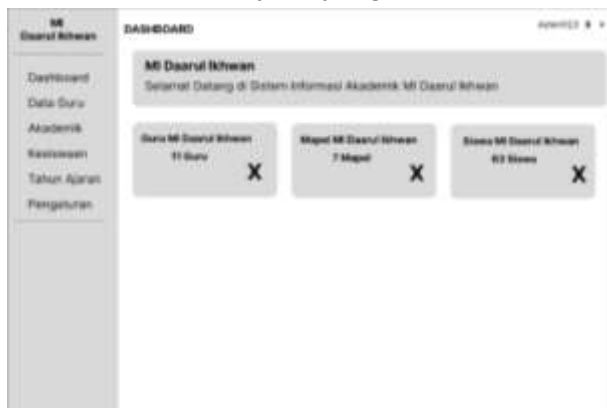 MI
Daarul Ikhwan
Dashboard
Data Guru
Akademik
Kesiswaan
Tahun Ajaran
Pengaturan
DASHBOARD
MI Daarul Ikhwan
Selamat Datang di Sistem Informasi Akademik MI Daarul Ikhwan
Guru MI Daarul Ikhwan
11 Guru
X
Mapel MI Daarul Ikhwan
7 Mapel
X
Siswa MI Daarul Ikhwan
63 Siswa
X